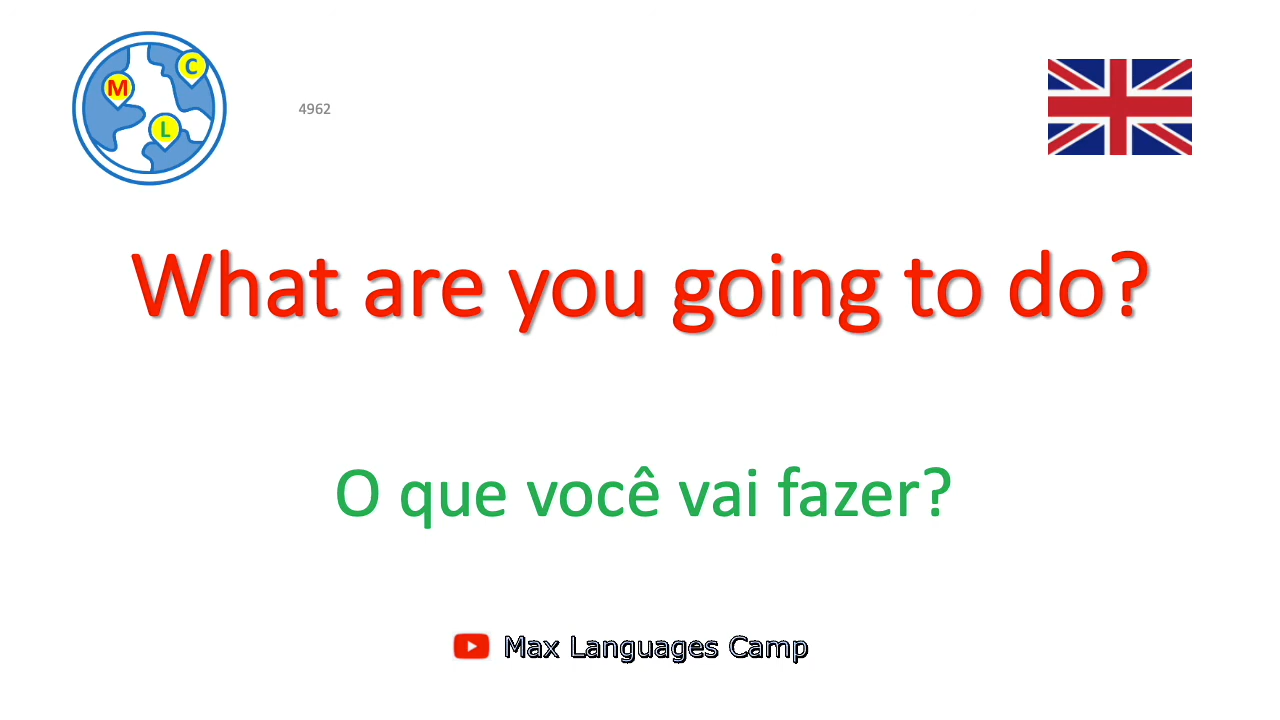 M
C
L
4962
What are you going to do?
O que você vai fazer?
Max Languages Camp